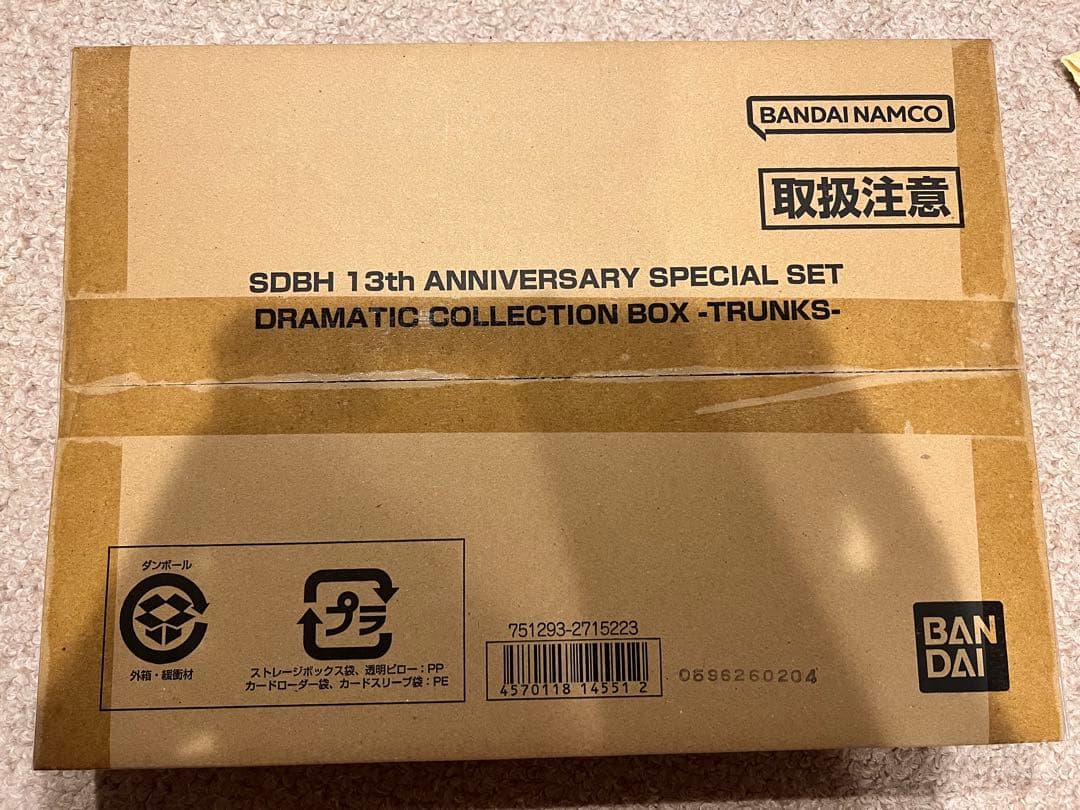 BANDAI NAMCO
取扱注意
SDBH 13th ANNIVERSARY SPECIAL SET
DRAMATIC COLLECTION BOX -TRUNKS-
ダンボール
外箱・緩衝材
プラ
ストレージボックス袋、透明ピロー：PP
カードローダー袋、カードスリーブ袋：PE
751293-2715223
4570118 14551 2
0596260204
BAN
DAI